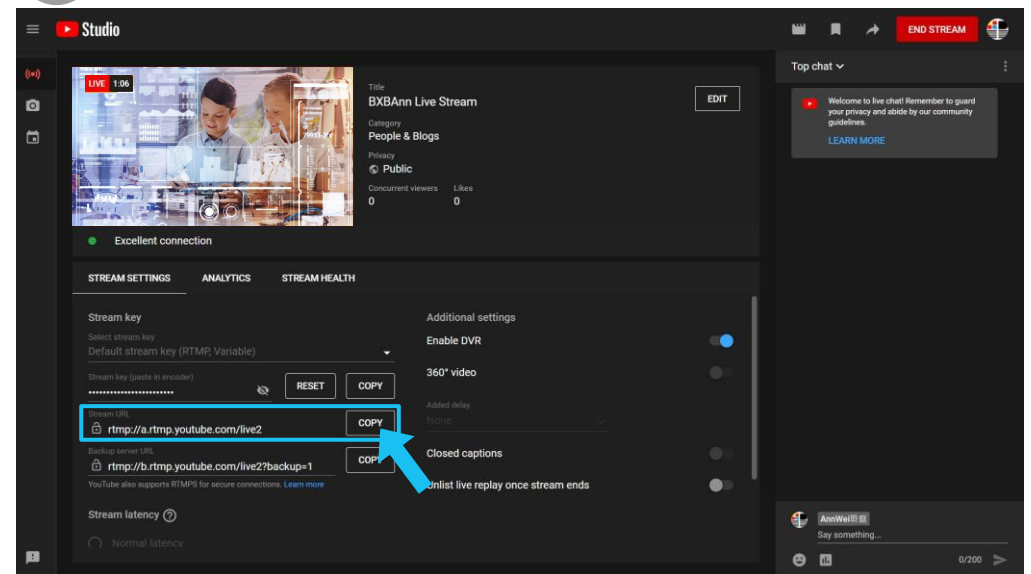 Studio
END STREAM
LIVE 1:06
Title
BXBAnn Live Stream
EDIT
Category
People & Blogs
Privacy
Public
Concurrent viewers Likes
0 0
Excellent connection
STREAM SETTINGS ANALYTICS STREAM HEALTH
Stream key
Select stream key
Default stream key (RTMP, Variable)
Stream key (paste in encoder)
••••••••••••••••••••••••
RESET COPY
Stream URL
rtmp://a.rtmp.youtube.com/live2
COPY
Backup server URL
rtmp://b.rtmp.youtube.com/live2?backup=1
COPY
YouTube also supports RTMPS for secure connections. Learn more
Stream latency
Normal latency
Additional settings
Enable DVR
360° video
Added delay
None
Closed captions
Unlist live replay once stream ends
Top chat
Welcome to live chat! Remember to guard
your privacy and abide by our community
guidelines.
LEARN MORE
AnnWei
Say something...
0/200